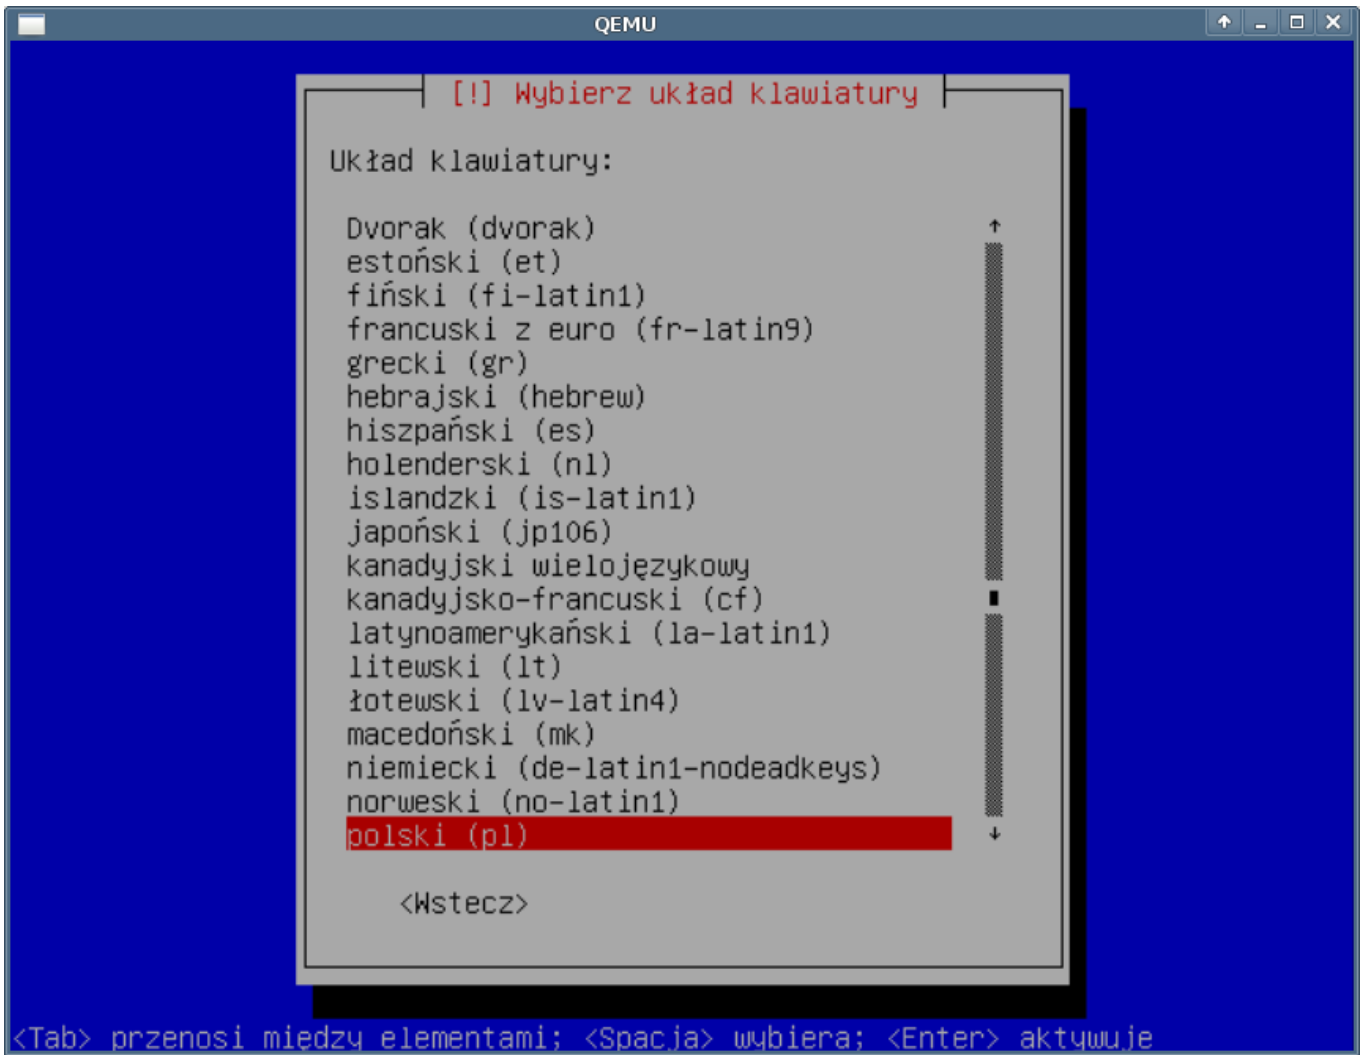 QEMU
[!] Wybierz układ klawiatury
Układ klawiatury:
Dvorak (dvorak)
estoński (et)
fiński (fi-latin1)
francuski z euro (fr-latin9)
grecki (gr)
hebrajski (hebrew)
hiszpański (es)
holenderski (nl)
islandzki (is-latin1)
japoński (jp106)
kanadyjski wielojęzykowy
kanadyjsko-francuski (cf)
latynoamerykański (la-latin1)
litewski (lt)
łotewski (lv-latin4)
macedoński (mk)
niemiecki (de-latin1-nodeadkeys)
norweski (no-latin1)
polski (pl)
<Wstecz>
<Tab> przenosi między elementami; <Spacja> wybiera; <Enter> aktywuje